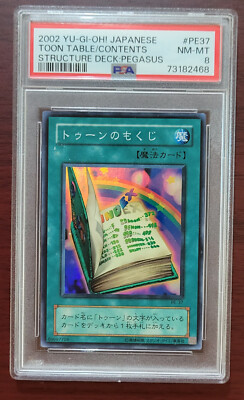 2002 YU-GI-OH! JAPANESE #PE37
TOON TABLE/CONTENTS NM-MT
STRUCTURE DECK:PEGASUS 8
PSA 73182468
トゥーンのもくじ
【魔法カード】
INDEX
カード名に「トゥーン」の文字が入っている
カードをデッキから1枚手札に加える。